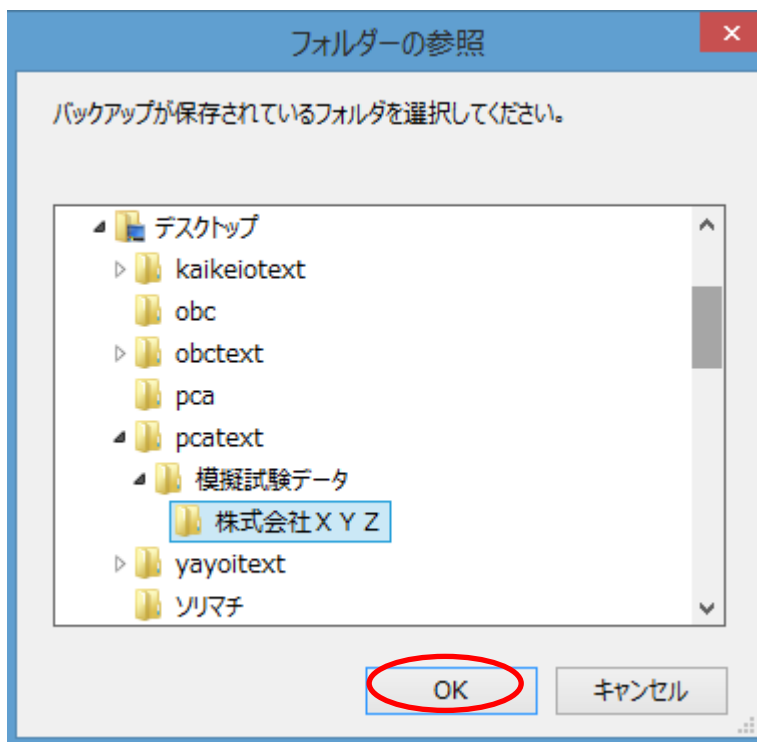 フォルダーの参照
バックアップが保存されているフォルダを選択してください。
デスクトップ
kaikeiotext
obc
obctext
pca
pcatext
模擬試験データ
株式会社ＸＹＺ
yayoitext
ソリマチ
OK
キャンセル